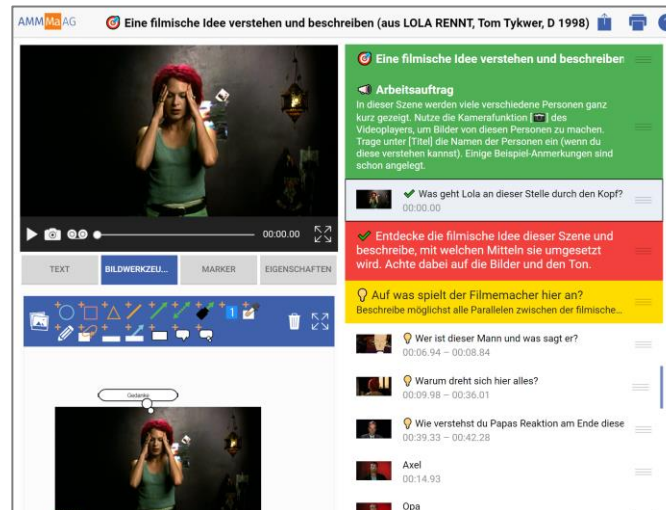 AMMMaAG
Eine filmische Idee verstehen und beschreiben (aus LOLA RENNT, Tom Tykwer, D 1998)
00:00.00
TEXT
BILDWERKZEU...
MARKER
EIGENSCHAFTEN
1
Gedanke
Eine filmische Idee verstehen und beschreiben
Arbeitsauftrag
In dieser Szene werden viele verschiedene Personen ganz
kurz gezeigt. Nutze die Kamerafunktion [📷] des
Videoplayers, um Bilder von diesen Personen zu machen.
Trage unter [Titel] die Namen der Personen ein (wenn du
diese verstehen kannst). Einige Beispiel-Anmerkungen sind
schon angelegt.
Was geht Lola an dieser Stelle durch den Kopf?
00:00.00
Entdecke die filmische Idee dieser Szene und
beschreibe, mit welchen Mitteln sie umgesetzt
wird. Achte dabei auf die Bilder und den Ton.
Auf was spielt der Filmemacher hier an?
Beschreibe möglichst alle Parallelen zwischen der filmische...
Wer ist dieser Mann und was sagt er?
00:06.94 – 00:08.84
Warum dreht sich hier alles?
00:09.98 – 00:36.01
Wie verstehst du Papas Reaktion am Ende diese
00:39.33 – 00:42.28
Axel
00:14.93
Opa